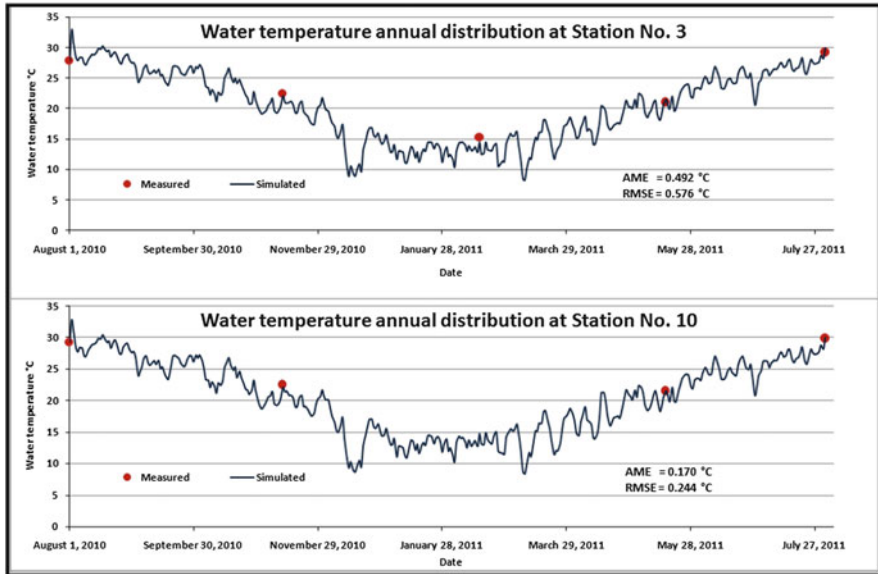 Water temperature annual distribution at Station No. 3
Water temperature °C
35
30
25
20
15
10
5
0
Measured
Simulated
AME = 0.492 °C
RMSE = 0.576 °C
August 1, 2010
September 30, 2010
November 29, 2010
January 28, 2011
March 29, 2011
May 28, 2011
July 27, 2011
Date
Water temperature annual distribution at Station No. 10
Water temperature °C
35
30
25
20
15
10
5
0
Measured
Simulated
AME = 0.170 °C
RMSE = 0.244 °C
August 1, 2010
September 30, 2010
November 29, 2010
January 28, 2011
March 29, 2011
May 28, 2011
July 27, 2011
Date